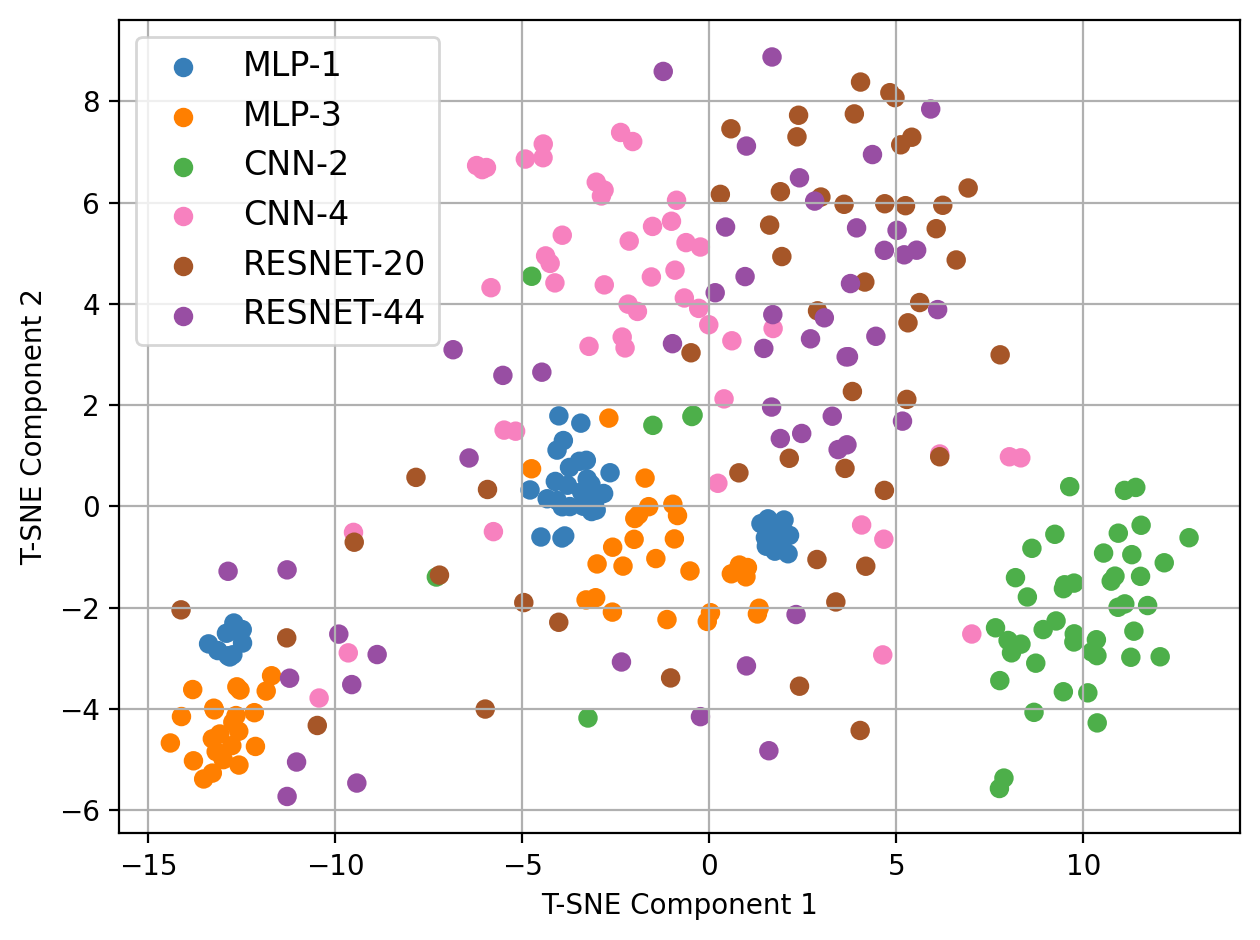 MLP-1
MLP-3
CNN-2
CNN-4
RESNET-20
RESNET-44
8
6
4
2
0
−2
−4
−6
T-SNE Component 2
−15 −10 −5 0 5 10
T-SNE Component 1